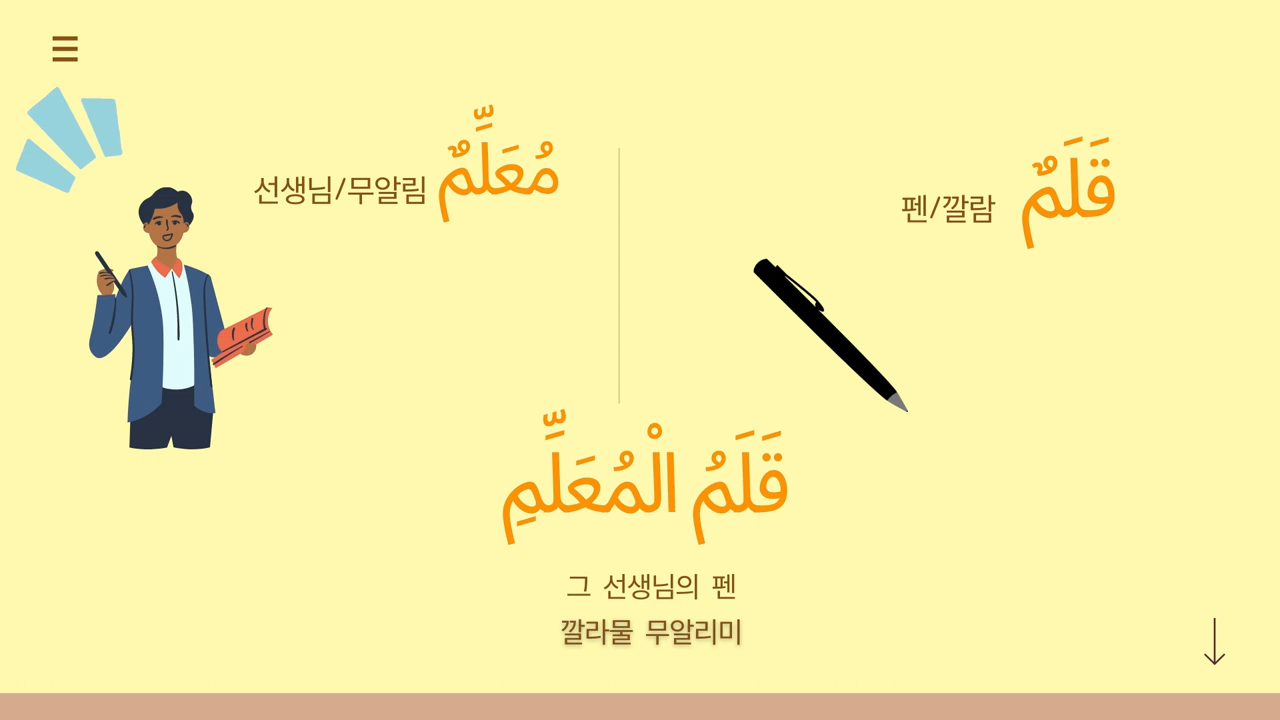 قَلَمٌ
펜/깔람
مُعَلِّمٌ
선생님/무알림
قَلَمُ الْمُعَلِّمِ
그 선생님의 펜
깔라물 무알리미